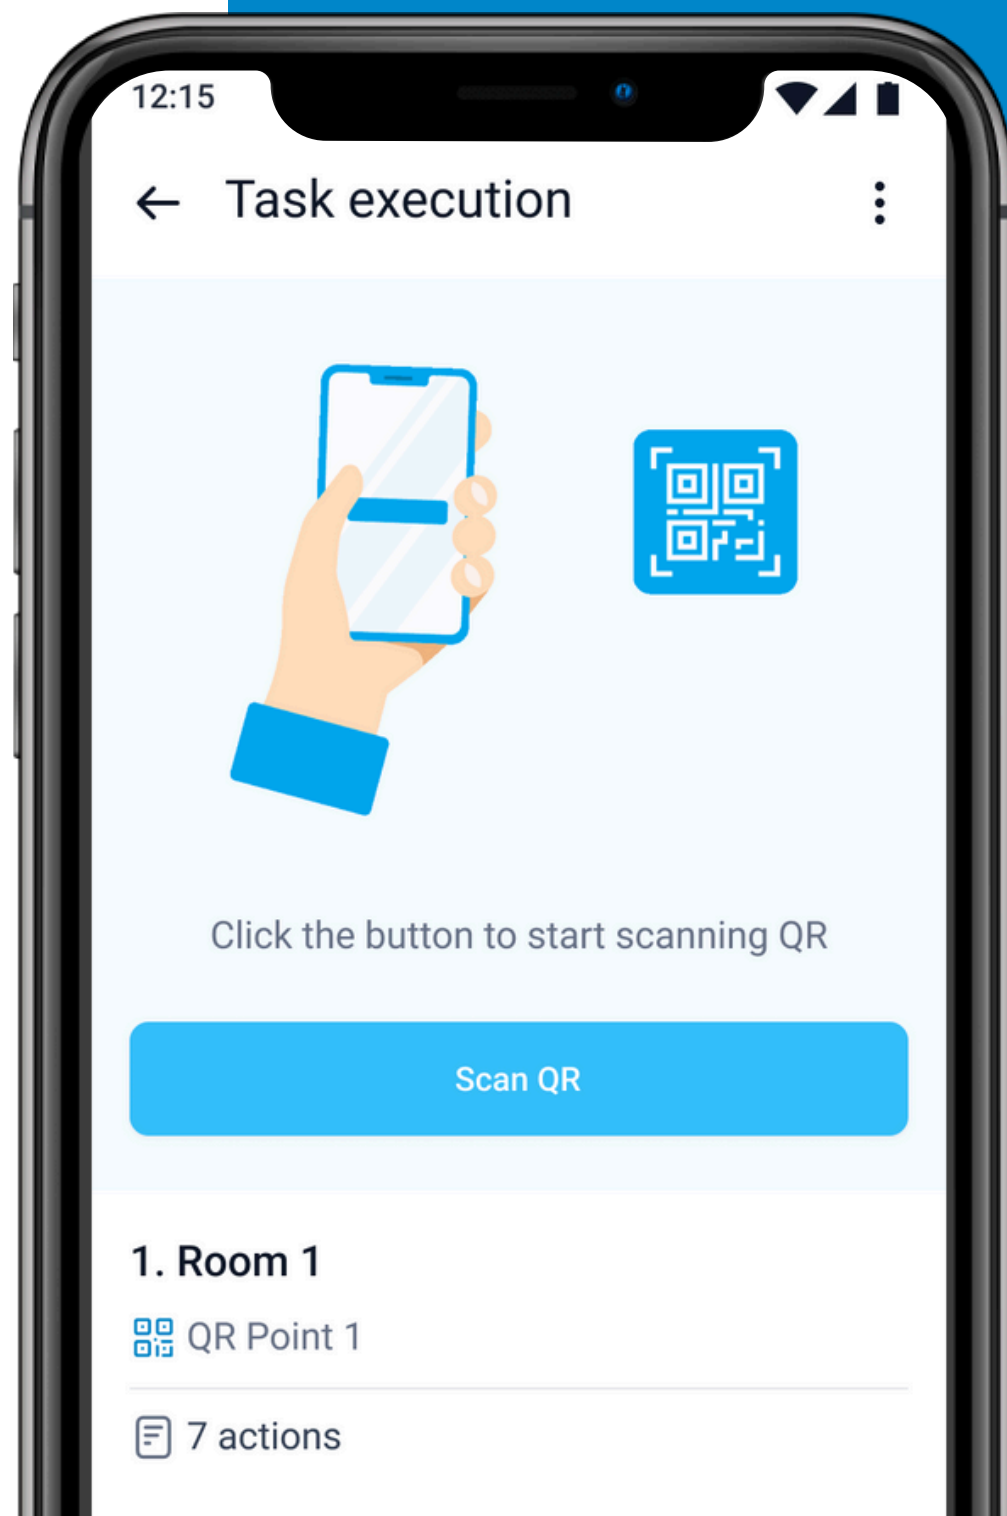 12:15
Task execution
Click the button to start scanning QR
Scan QR
1. Room 1
QR Point 1
7 actions